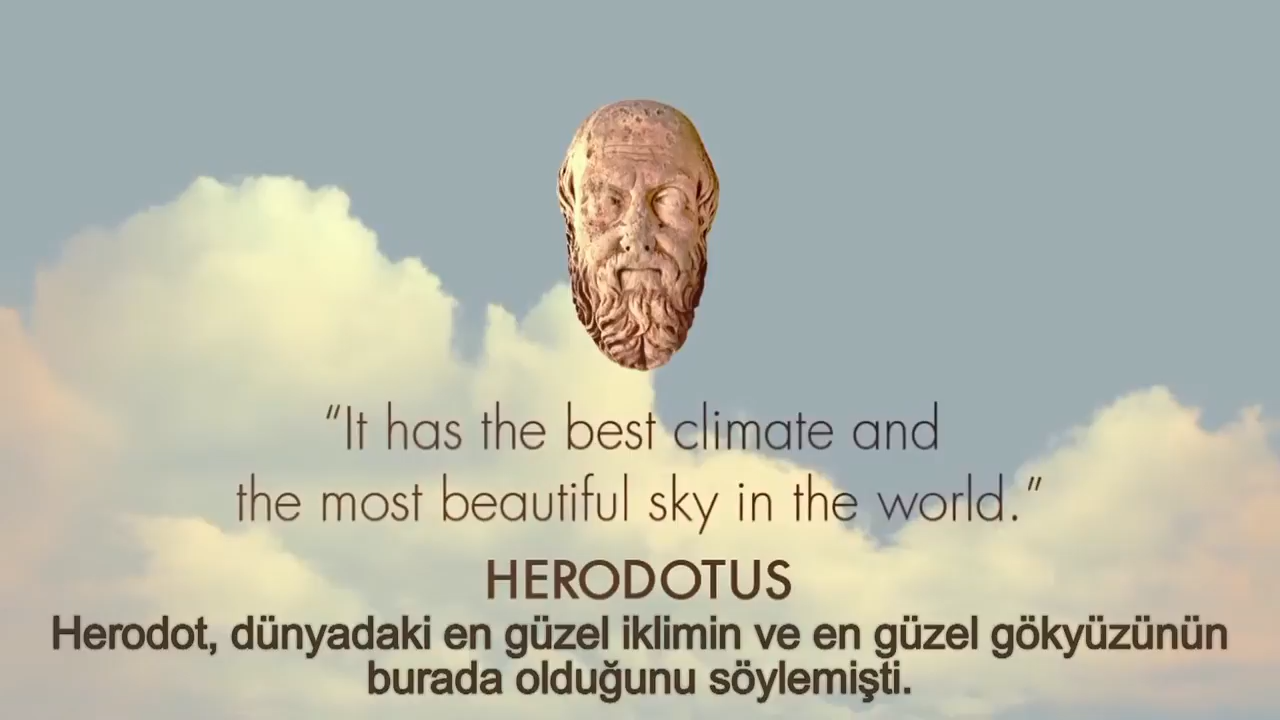 “It has the best climate and
the most beautiful sky in the world.”
HERODOTUS
Herodot, dünyadaki en güzel iklimin ve en güzel gökyüzünün
burada olduğunu söylemişti.